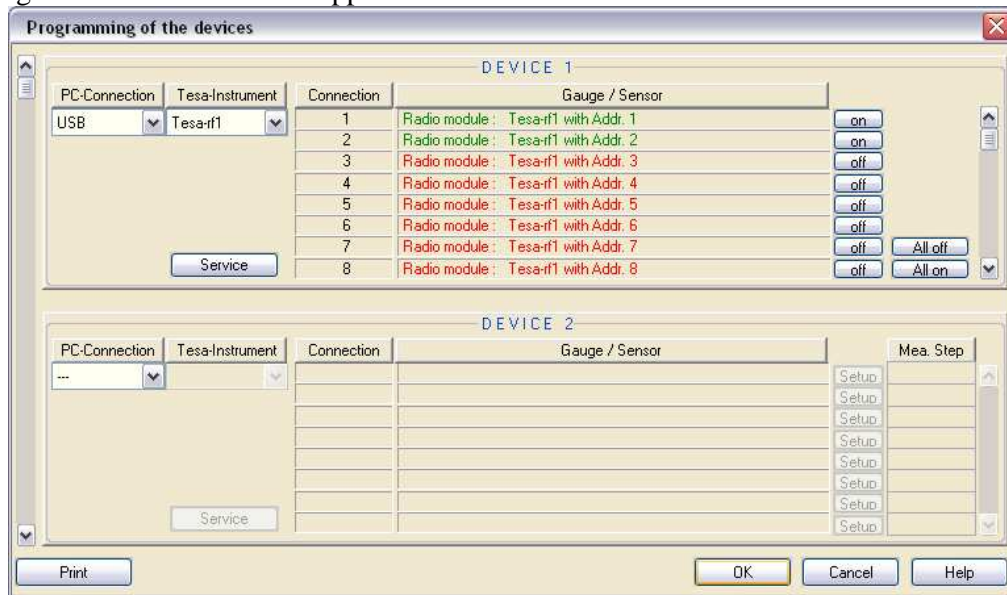 Programming of the devices
DEVICE 1
PC-Connection Tesa-Instrument Connection Gauge / Sensor
USB Tesa-rf1 1 Radio module : Tesa-rf1 with Addr. 1 on
2 Radio module : Tesa-rf1 with Addr. 2 on
3 Radio module : Tesa-rf1 with Addr. 3 off
4 Radio module : Tesa-rf1 with Addr. 4 off
5 Radio module : Tesa-rf1 with Addr. 5 off
6 Radio module : Tesa-rf1 with Addr. 6 off
7 Radio module : Tesa-rf1 with Addr. 7 off All off
Service 8 Radio module : Tesa-rf1 with Addr. 8 off All on
DEVICE 2
PC-Connection Tesa-Instrument Connection Gauge / Sensor Mea. Step
--- Setup
Setup
Setup
Setup
Setup
Setup
Setup
Service Setup
Print OK Cancel Help